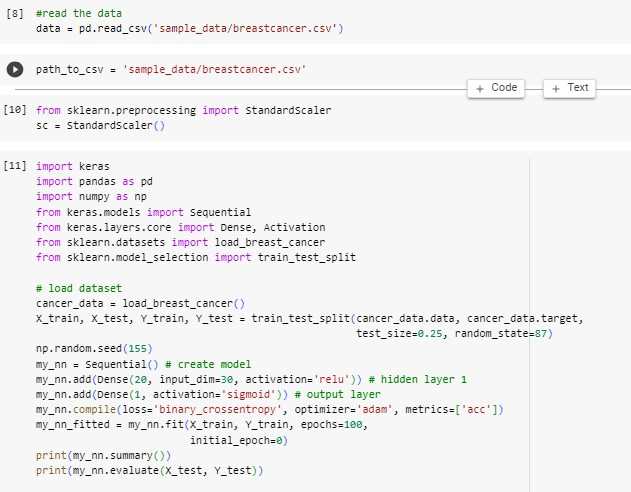 [8] #read the data
data = pd.read_csv('sample_data/breastcancer.csv')
path_to_csv = 'sample_data/breastcancer.csv'
+ Code + Text
[10] from sklearn.preprocessing import StandardScaler
sc = StandardScaler()
[11] import keras
import pandas as pd
import numpy as np
from keras.models import Sequential
from keras.layers.core import Dense, Activation
from sklearn.datasets import load_breast_cancer
from sklearn.model_selection import train_test_split
# load dataset
cancer_data = load_breast_cancer()
X_train, X_test, Y_train, Y_test = train_test_split(cancer_data.data, cancer_data.target,
test_size=0.25, random_state=87)
np.random.seed(155)
my_nn = Sequential() # create model
my_nn.add(Dense(20, input_dim=30, activation='relu')) # hidden layer 1
my_nn.add(Dense(1, activation='sigmoid')) # output layer
my_nn.compile(loss='binary_crossentropy', optimizer='adam', metrics=['acc'])
my_nn_fitted = my_nn.fit(X_train, Y_train, epochs=100,
initial_epoch=0)
print(my_nn.summary())
print(my_nn.evaluate(X_test, Y_test))